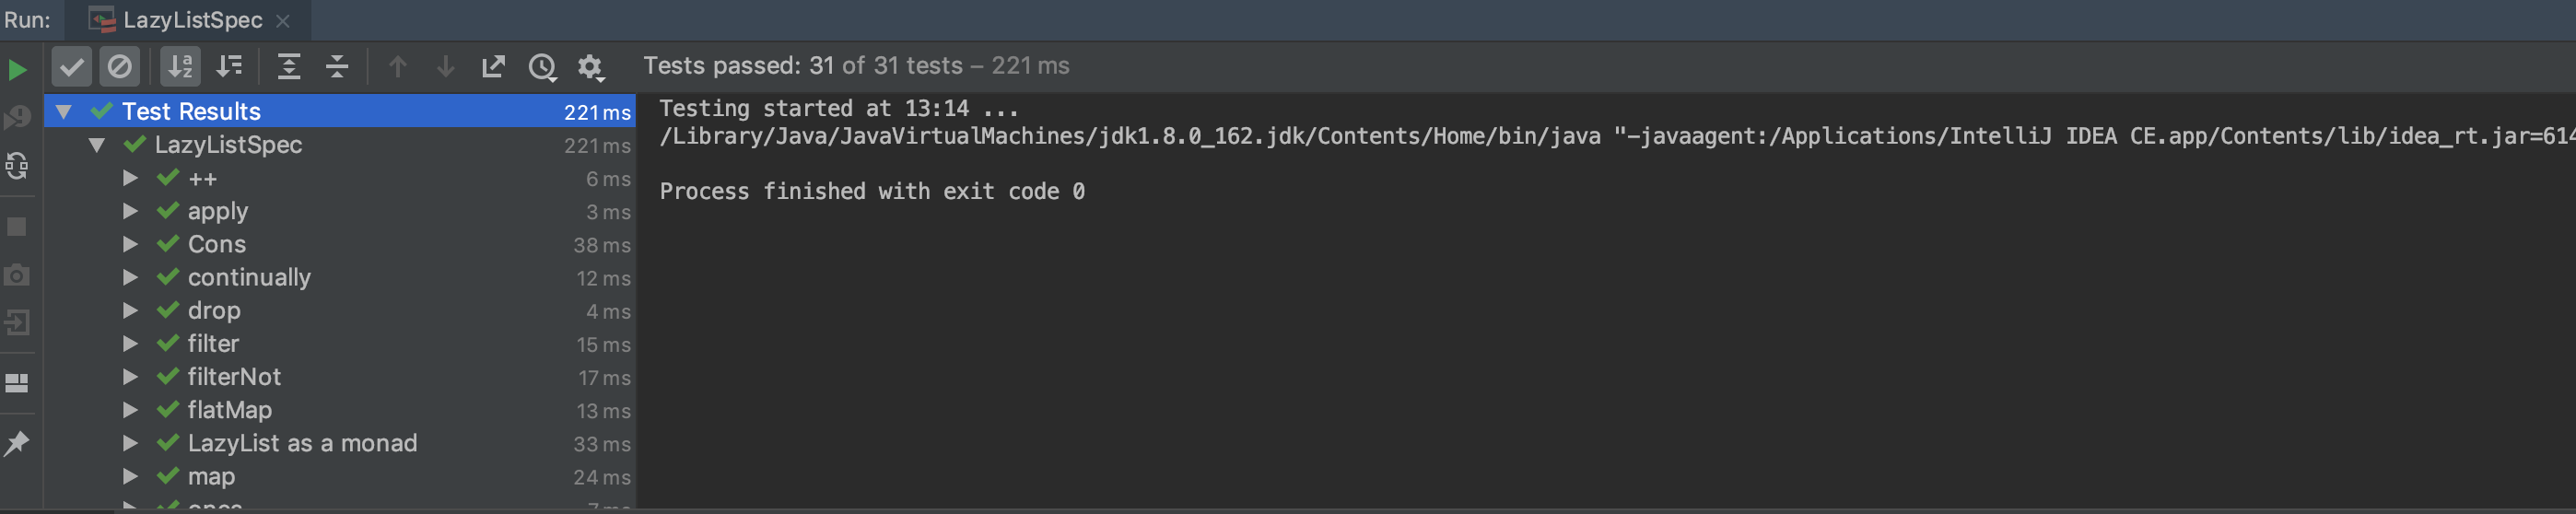 Run: LazyListSpec
Tests passed: 31 of 31 tests – 221 ms
Test Results 221 ms
LazyListSpec 221 ms
++ 6 ms
apply 3 ms
Cons 38 ms
continually 12 ms
drop 4 ms
filter 15 ms
filterNot 17 ms
flatMap 13 ms
LazyList as a monad 33 ms
map 24 ms
ones 7 ms
Testing started at 13:14 ...
/Library/Java/JavaVirtualMachines/jdk1.8.0_162.jdk/Contents/Home/bin/java "-javaagent:/Applications/IntelliJ IDEA CE.app/Contents/lib/idea_rt.jar=614
Process finished with exit code 0